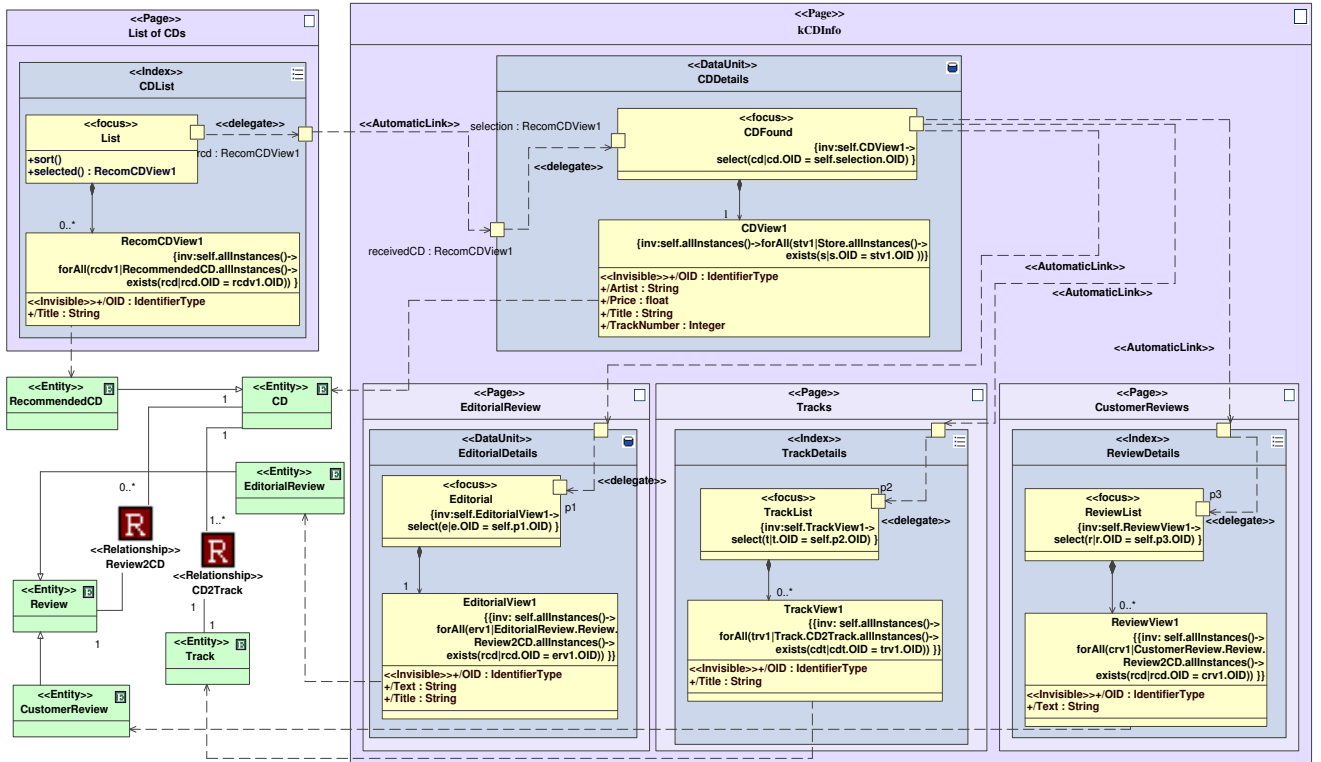 <<Page>>
List of CDs
<<Index>>
CDList
<<focus>>
List
+sort()
+selected() : RecomCDView1
<<delegate>>
rcd : RecomCDView1
0..*
RecomCDView1
{inv:self.allInstances()->
forAll(rcdv1|RecommendedCD.allInstances()->
exists(rcd|rcd.OID = rcdv1.OID)) }
<<Invisible>>+/OID : IdentifierType
+/Title : String
<<AutomaticLink>>
<<Page>>
kCDInfo
<<DataUnit>>
CDDetails
selection : RecomCDView1
<<delegate>>
receivedCD : RecomCDView1
<<focus>>
CDFound
{inv:self.CDView1->
select(cd|cd.OID = self.selection.OID) }
1
CDView1
{inv:self.allInstances()->forAll(stv1|Store.allInstances()->
exists(s|s.OID = stv1.OID ))}
<<Invisible>>+/OID : IdentifierType
+/Artist : String
+/Price : float
+/Title : String
+/TrackNumber : Integer
<<AutomaticLink>>
<<AutomaticLink>>
<<AutomaticLink>>
<<Entity>>
RecommendedCD
<<Entity>>
CD
1
1
<<Entity>>
EditorialReview
0..*
<<Relationship>>
R
Review2CD
1..*
R
<<Relationship>>
CD2Track
<<Entity>>
Review
1
1
1
<<Entity>>
Track
<<Entity>>
CustomerReview
<<Page>>
EditorialReview
<<DataUnit>>
EditorialDetails
<<delegate>>
p1
<<focus>>
Editorial
{inv:self.EditorialView1->
select(e|e.OID = self.p1.OID) }
1
EditorialView1
{{inv: self.allInstances()->
forAll(erv1|EditorialReview.Review.
Review2CD.allInstances()->
exists(rcd|rcd.OID = erv1.OID)) }}
<<Invisible>>+/OID : IdentifierType
+/Text : String
+/Title : String
<<Page>>
Tracks
<<Index>>
TrackDetails
p2
<<delegate>>
<<focus>>
TrackList
{inv:self.TrackView1->
select(t|t.OID = self.p2.OID) }
0..*
TrackView1
{{inv: self.allInstances()->
forAll(trv1|Track.CD2Track.allInstances()->
exists(cdt|cdt.OID = trv1.OID)) }}
<<Invisible>>+/OID : IdentifierType
+/Title : String
<<Page>>
CustomerReviews
<<Index>>
ReviewDetails
p3
<<delegate>>
<<focus>>
ReviewList
{inv:self.ReviewView1->
select(r|r.OID = self.p3.OID) }
0..*
ReviewView1
{{inv: self.allInstances()->
forAll(crv1|CustomerReview.Review.
Review2CD.allInstances()->
exists(rcd|rcd.OID = crv1.OID)) }}
<<Invisible>>+/OID : IdentifierType
+/Text : String